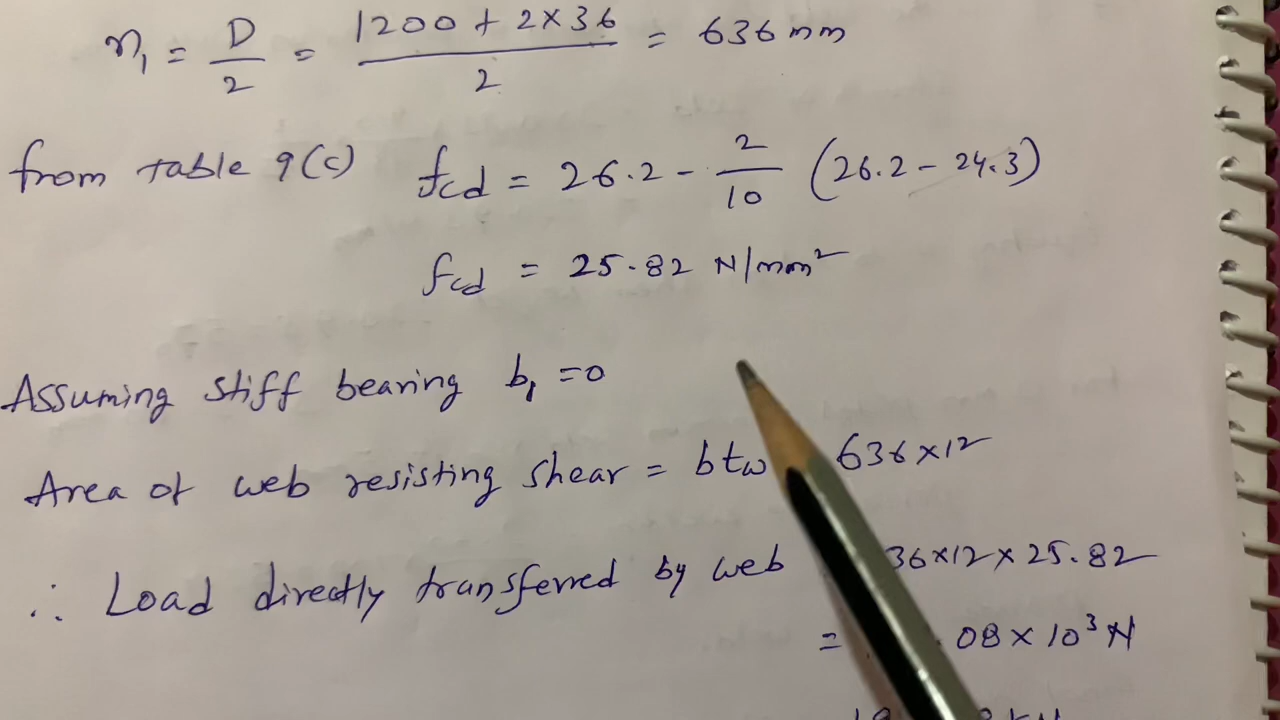 n₁ = D/2 = (1200 + 2×36)/2 = 636 mm
from table 9(c) fcd = 26.2 - 2/10 (26.2 - 24.3)
fcd = 25.82 N/mm²
Assuming stiff bearing b₁ = 0
Area of web resisting shear = btw 636×12
∴ Load directly transferred by web 36×12×25.82
= .08×10³ N